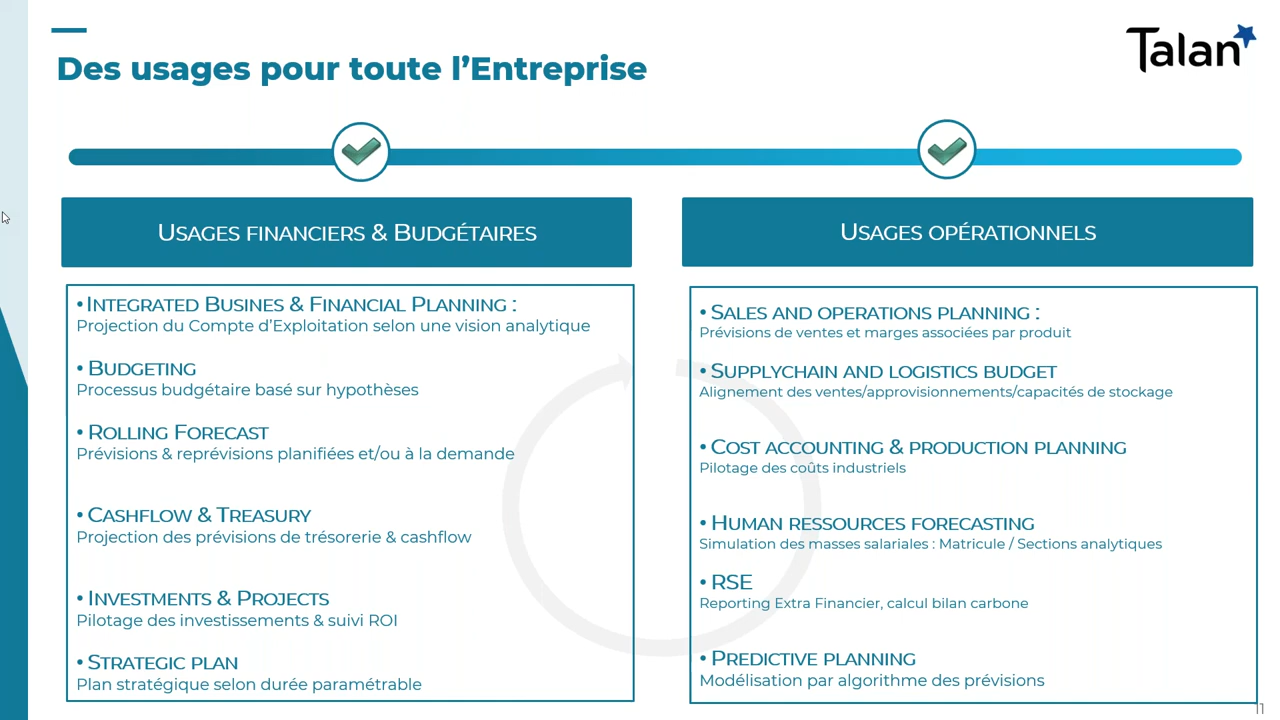 Talan
Des usages pour toute l’Entreprise
Usages financiers & Budgétaires
• Integrated Busines & Financial Planning :
Projection du Compte d’Exploitation selon une vision analytique
• Budgeting
Processus budgétaire basé sur hypothèses
• Rolling Forecast
Prévisions & reprévisions planifiées et/ou à la demande
• Cashflow & Treasury
Projection des prévisions de trésorerie & cashflow
• Investments & Projects
Pilotage des investissements & suivi ROI
• Strategic plan
Plan stratégique selon durée paramétrable
Usages opérationnels
• Sales and operations planning :
Prévisions de ventes et marges associées par produit
• Supplychain and logistics budget
Alignement des ventes/approvisionnements/capacités de stockage
• Cost accounting & production planning
Pilotage des coûts industriels
• Human ressources forecasting
Simulation des masses salariales : Matricule / Sections analytiques
• RSE
Reporting Extra Financier, calcul bilan carbone
• Predictive planning
Modélisation par algorithme des prévisions
11